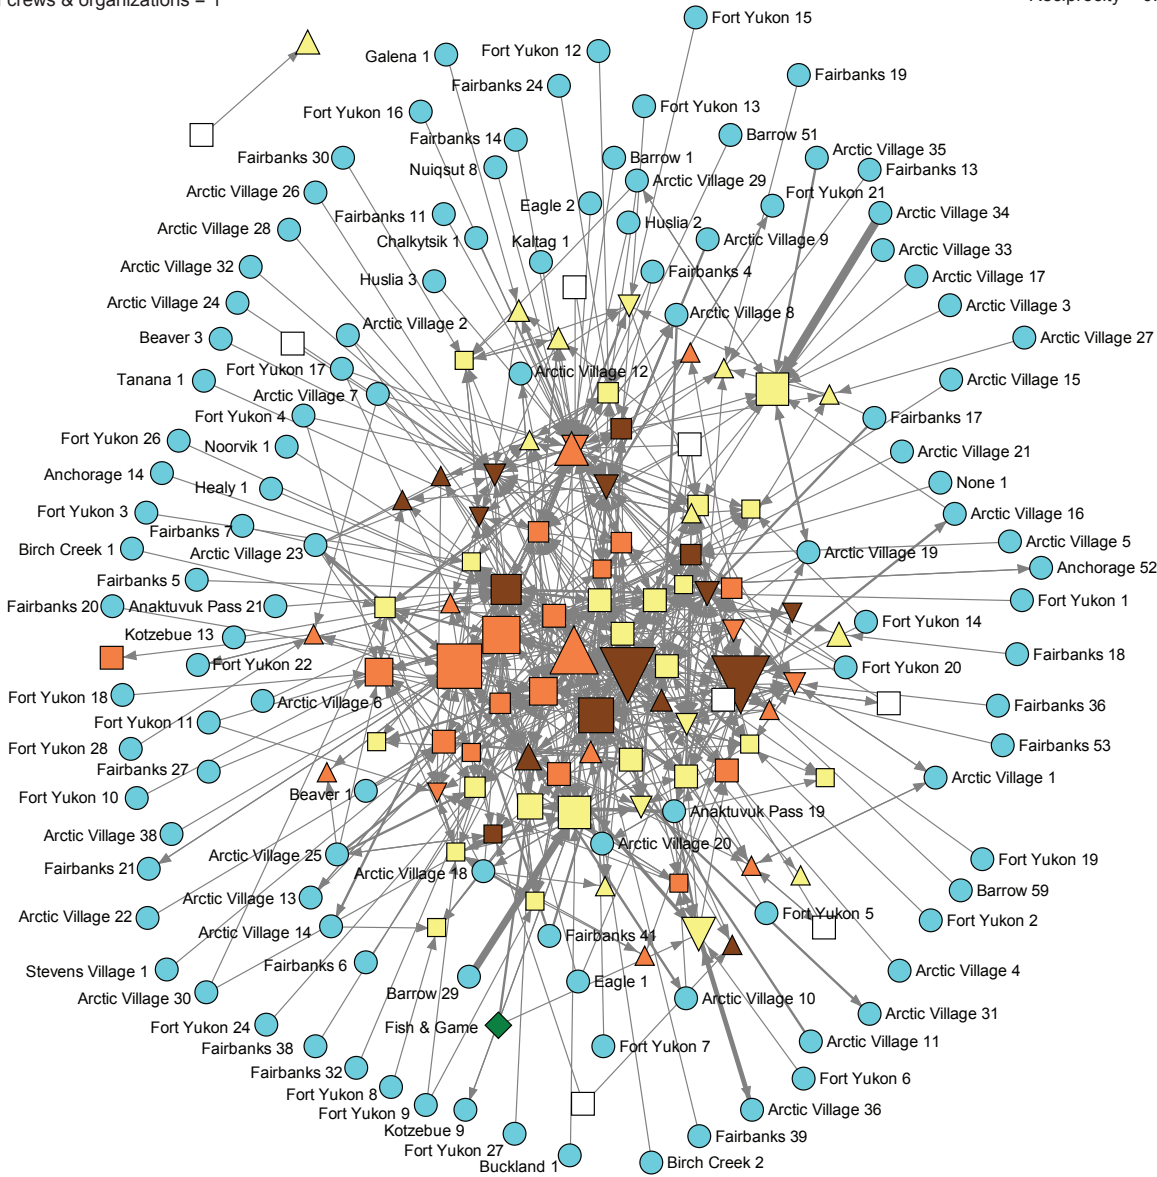 crews & organizations = 1
Reciprocity
Fort Yukon 15
Galena 1
Fort Yukon 12
Fairbanks 19
Fairbanks 24
Fort Yukon 16
Fort Yukon 13
Fairbanks 14
Barrow 51
Arctic Village 35
Fairbanks 30
Barrow 1
Nuiqsut 8
Fairbanks 13
Arctic Village 29
Arctic Village 26
Fort Yukon 21
Eagle 2
Fairbanks 11
Arctic Village 34
Huslia 2
Arctic Village 28
Chalkytsik 1
Kaltag 1
Arctic Village 9
Arctic Village 33
Arctic Village 32
Fairbanks 4
Arctic Village 17
Huslia 3
Arctic Village 24
Arctic Village 3
Arctic Village 8
Arctic Village 2
Beaver 3
Arctic Village 27
Fort Yukon 17
Arctic Village 12
Tanana 1
Arctic Village 15
Arctic Village 7
Fort Yukon 4
Fairbanks 17
Fort Yukon 26
Noorvik 1
Arctic Village 21
Anchorage 14
Healy 1
None 1
Fort Yukon 3
Arctic Village 16
Fairbanks 7
Birch Creek 1
Arctic Village 23
Arctic Village 19
Arctic Village 5
Anchorage 52
Fairbanks 5
Fairbanks 20
Anaktuvuk Pass 21
Fort Yukon 1
Kotzebue 13
Fort Yukon 14
Fairbanks 18
Fort Yukon 22
Fort Yukon 20
Fort Yukon 18
Arctic Village 6
Fairbanks 36
Fort Yukon 11
Fort Yukon 28
Fairbanks 53
Fairbanks 27
Arctic Village 1
Fort Yukon 10
Beaver 1
Anaktuvuk Pass 19
Arctic Village 38
Arctic Village 20
Arctic Village 25
Fort Yukon 19
Fairbanks 21
Arctic Village 18
Barrow 59
Arctic Village 13
Arctic Village 22
Fort Yukon 5
Fort Yukon 2
Arctic Village 14
Fairbanks 41
Stevens Village 1
Fairbanks 6
Arctic Village 4
Arctic Village 30
Barrow 29
Eagle 1
Arctic Village 10
Arctic Village 31
Fort Yukon 24
Fish & Game
Arctic Village 11
Fairbanks 38
Fort Yukon 7
Fairbanks 32
Fort Yukon 6
Fort Yukon 8
Fort Yukon 9
Arctic Village 36
Kotzebue 9
Fairbanks 39
Fort Yukon 27
Buckland 1
Birch Creek 2